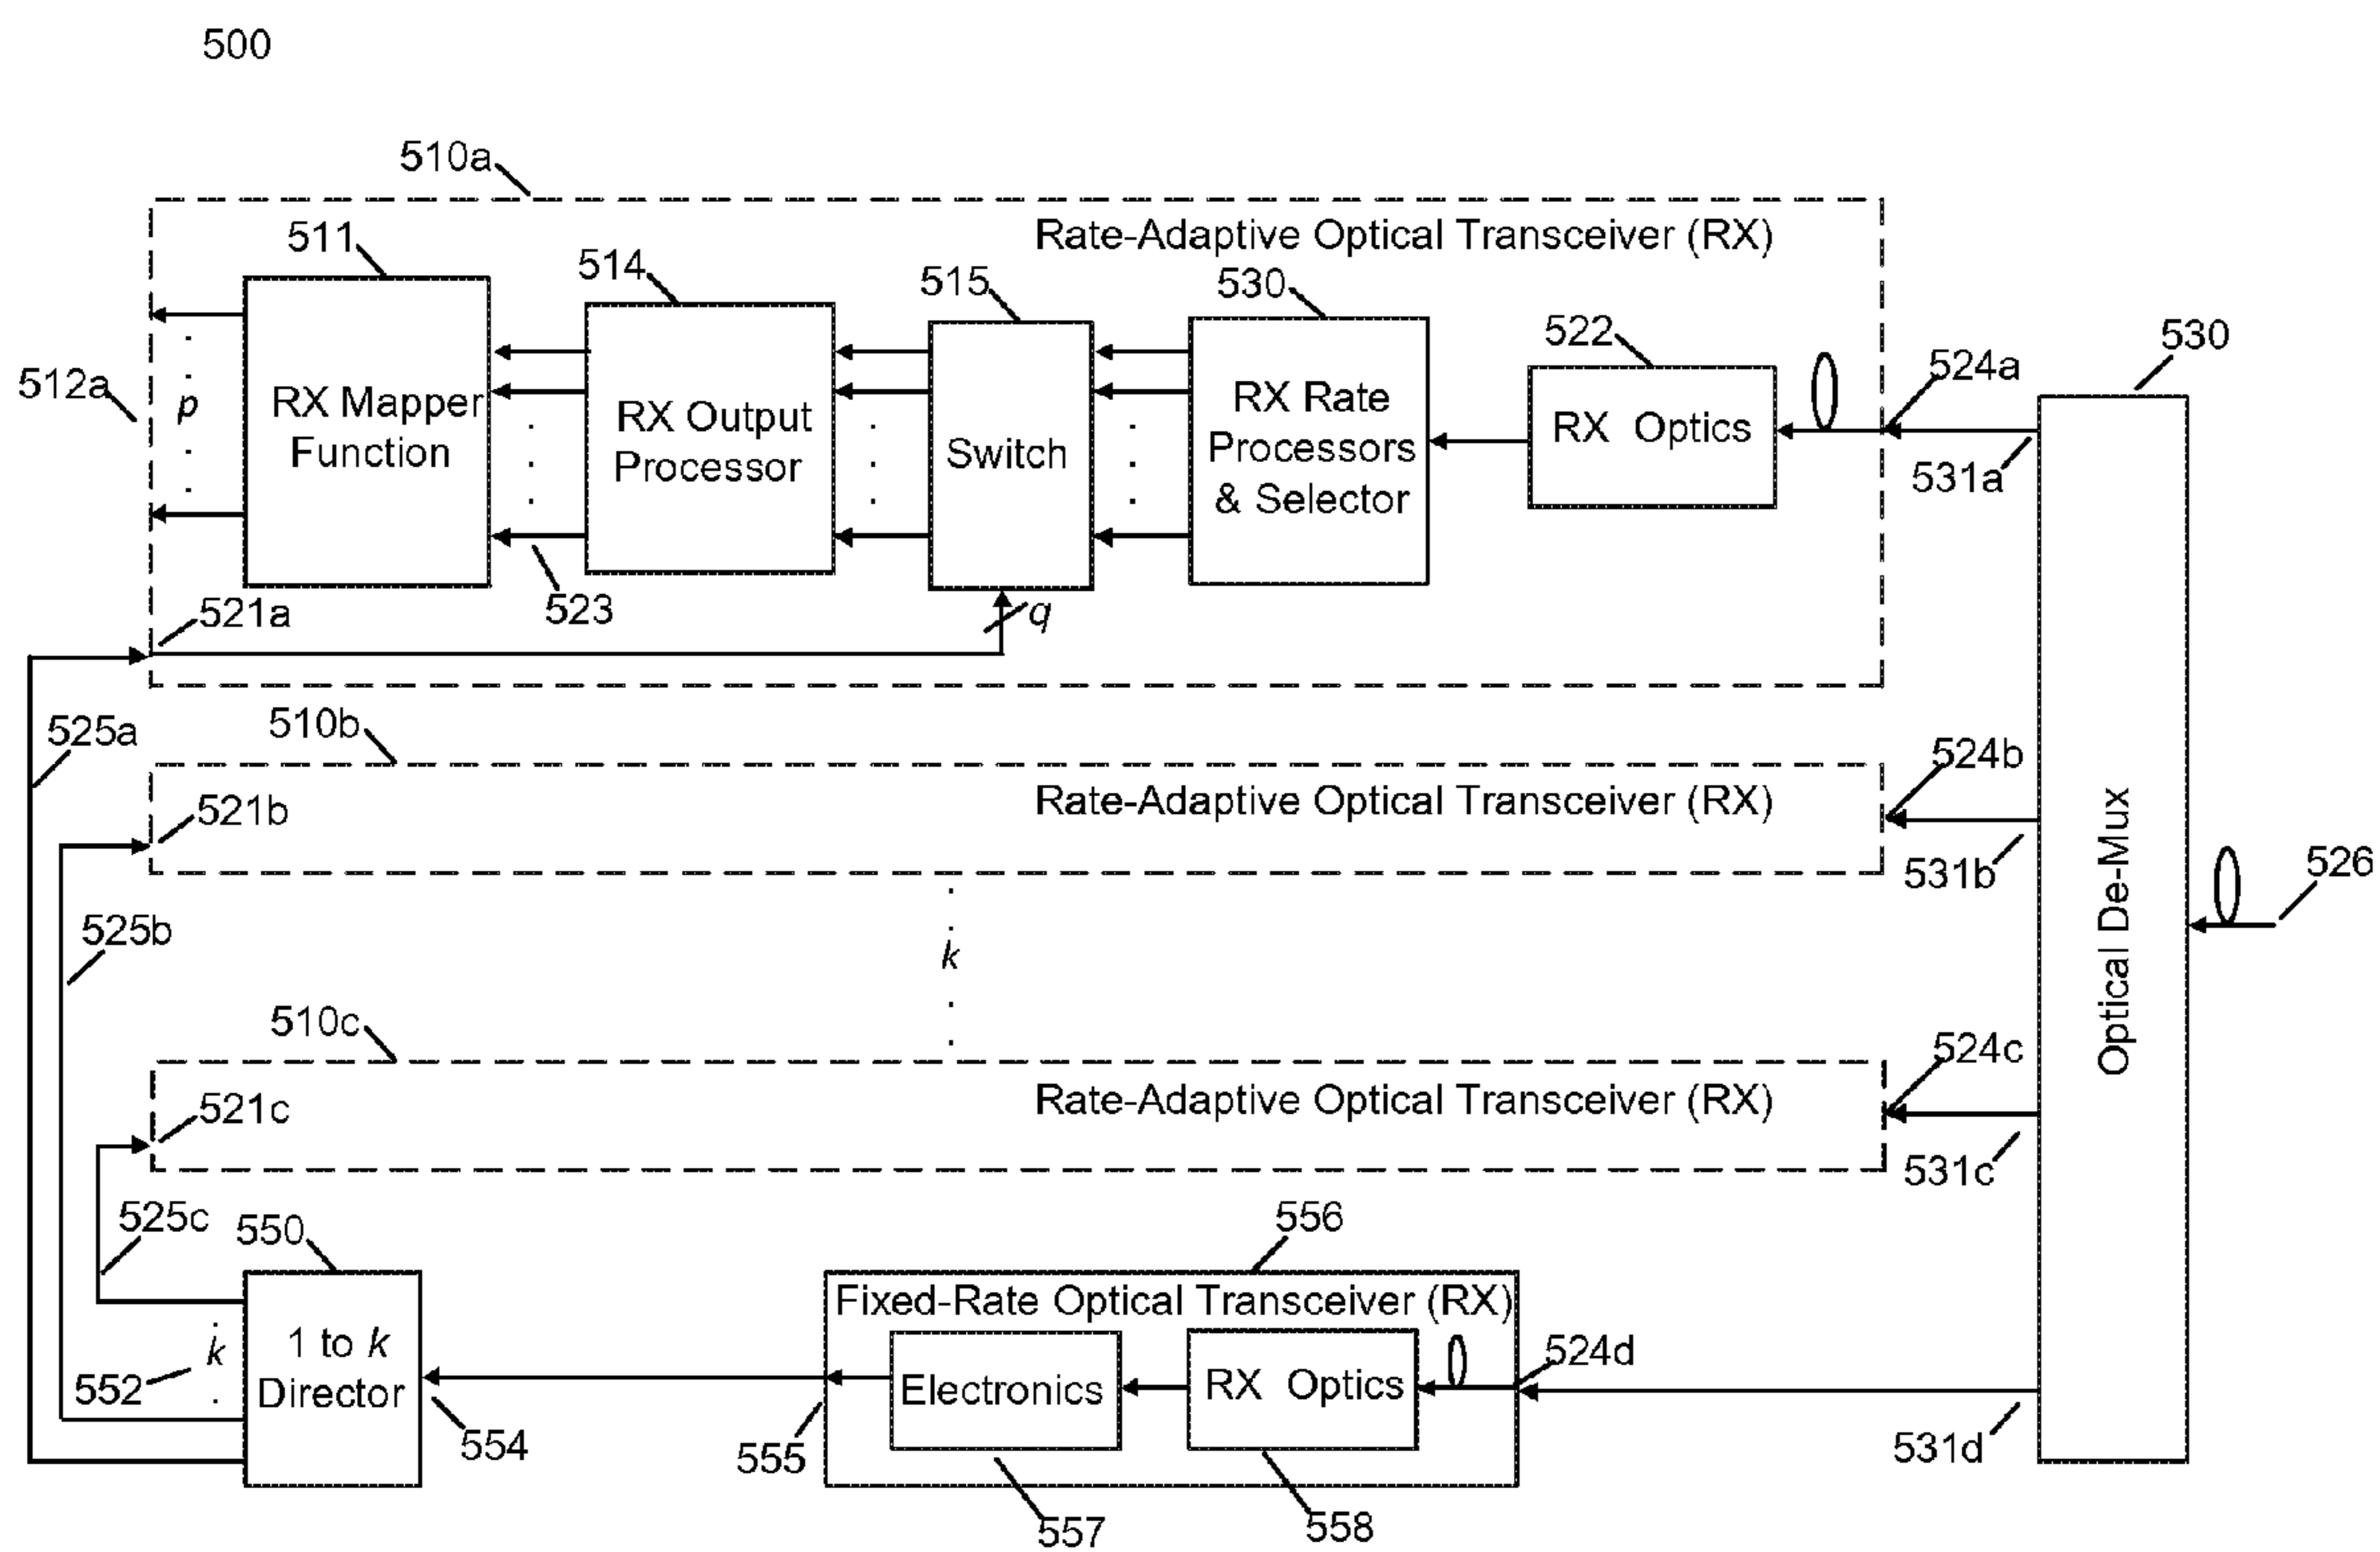 500
510a
Rate-Adaptive Optical Transceiver (RX)
511
514
515
530
522
530
524a
512a
p
RX Mapper
Function
RX Output
Processor
Switch
RX Rate
Processors
& Selector
RX Optics
531a
521a
523
q
525a
510b
524b
521b
Rate-Adaptive Optical Transceiver (RX)
531b
526
525b
k
Optical De-Mux
510c
524c
521c
Rate-Adaptive Optical Transceiver (RX)
531c
525c
550
556
Fixed-Rate Optical Transceiver (RX)
k
552
1 to k
Director
Electronics
RX Optics
524d
554
555
531d
557
558